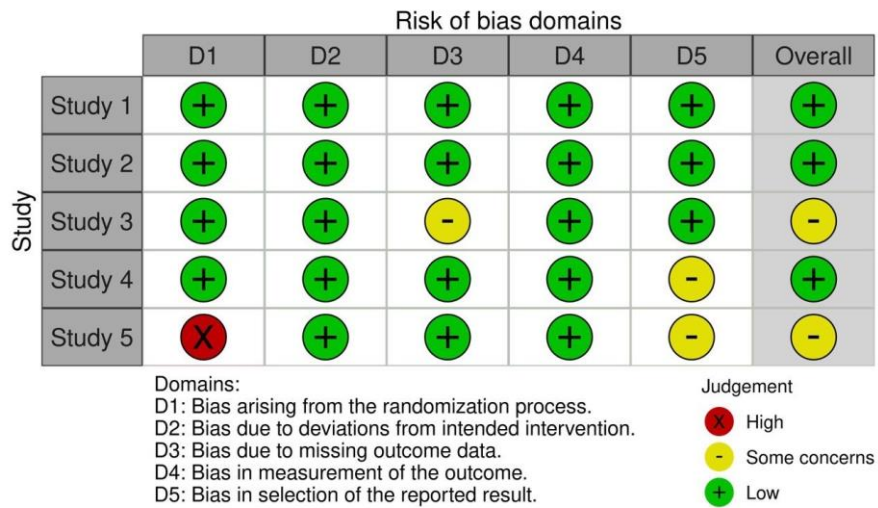 Risk of bias domains
D1 D2 D3 D4 D5 Overall
Study
Study 1 + + + + + +
Study 2 + + + + + +
Study 3 + + - + + -
Study 4 + + + + - +
Study 5 X + + + - -
Domains:
D1: Bias arising from the randomization process.
D2: Bias due to deviations from intended intervention.
D3: Bias due to missing outcome data.
D4: Bias in measurement of the outcome.
D5: Bias in selection of the reported result.
Judgement
X High
- Some concerns
+ Low